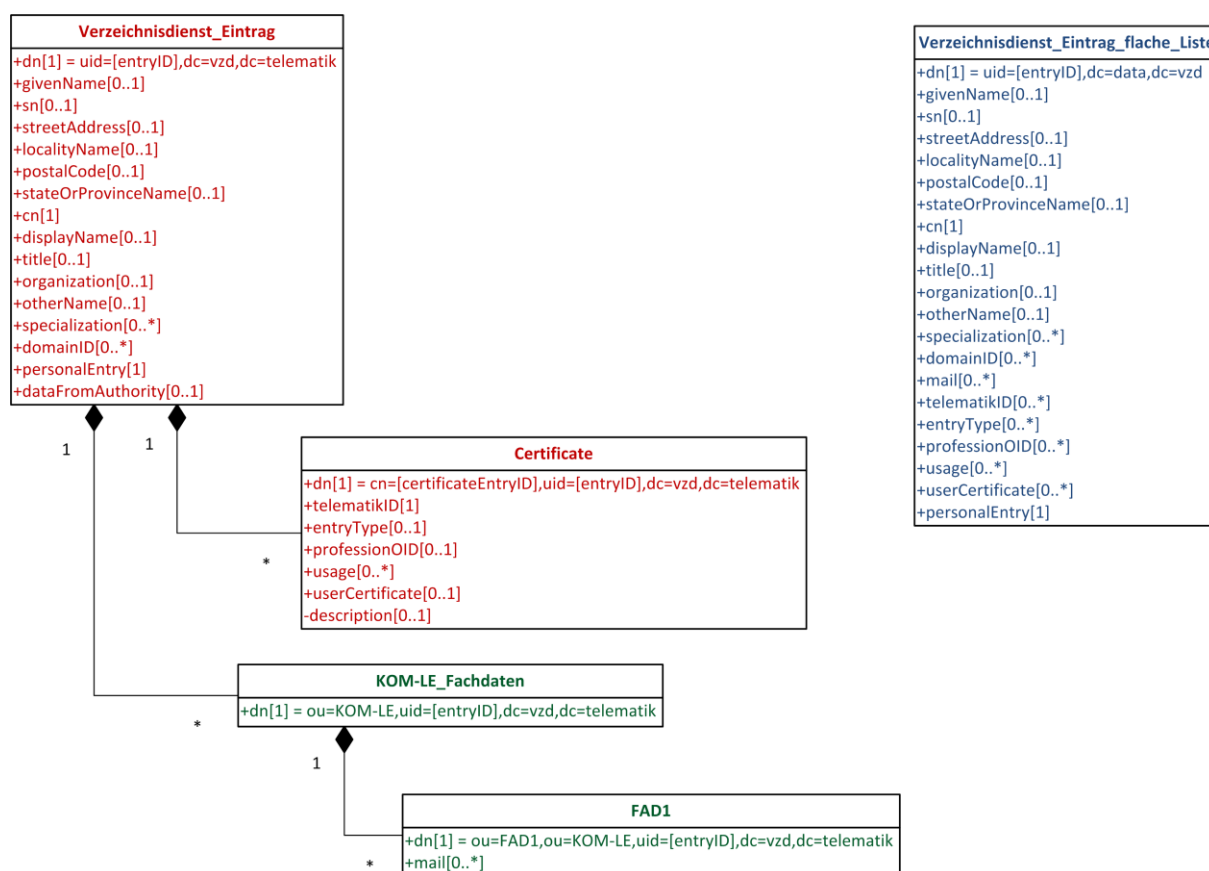 Verzeichnisdienst_Eintrag
+dn[1] = uid=[entryID],dc=vzd,dc=telematik
+givenName[0..1]
+sn[0..1]
+streetAddress[0..1]
+localityName[0..1]
+postalCode[0..1]
+stateOrProvinceName[0..1]
+cn[1]
+displayName[0..1]
+title[0..1]
+organization[0..1]
+otherName[0..1]
+specialization[0..*]
+domainID[0..*]
+personalEntry[1]
+dataFromAuthority[0..1]
1
1
Certificate
+dn[1] = cn=[certificateEntryID],uid=[entryID],dc=vzd,dc=telematik
+telematikID[1]
+entryType[0..1]
+professionOID[0..1]
+usage[0..*]
+userCertificate[0..1]
-description[0..1]
*
KOM-LE_Fachdaten
+dn[1] = ou=KOM-LE,uid=[entryID],dc=vzd,dc=telematik
*
1
FAD1
+dn[1] = ou=FAD1,ou=KOM-LE,uid=[entryID],dc=vzd,dc=telematik
+mail[0..*]
*
Verzeichnisdienst_Eintrag_flache_Liste
+dn[1] = uid=[entryID],dc=data,dc=vzd
+givenName[0..1]
+sn[0..1]
+streetAddress[0..1]
+localityName[0..1]
+postalCode[0..1]
+stateOrProvinceName[0..1]
+cn[1]
+displayName[0..1]
+title[0..1]
+organization[0..1]
+otherName[0..1]
+specialization[0..*]
+domainID[0..*]
+mail[0..*]
+telematikID[0..*]
+entryType[0..*]
+professionOID[0..*]
+usage[0..*]
+userCertificate[0..*]
+personalEntry[1]